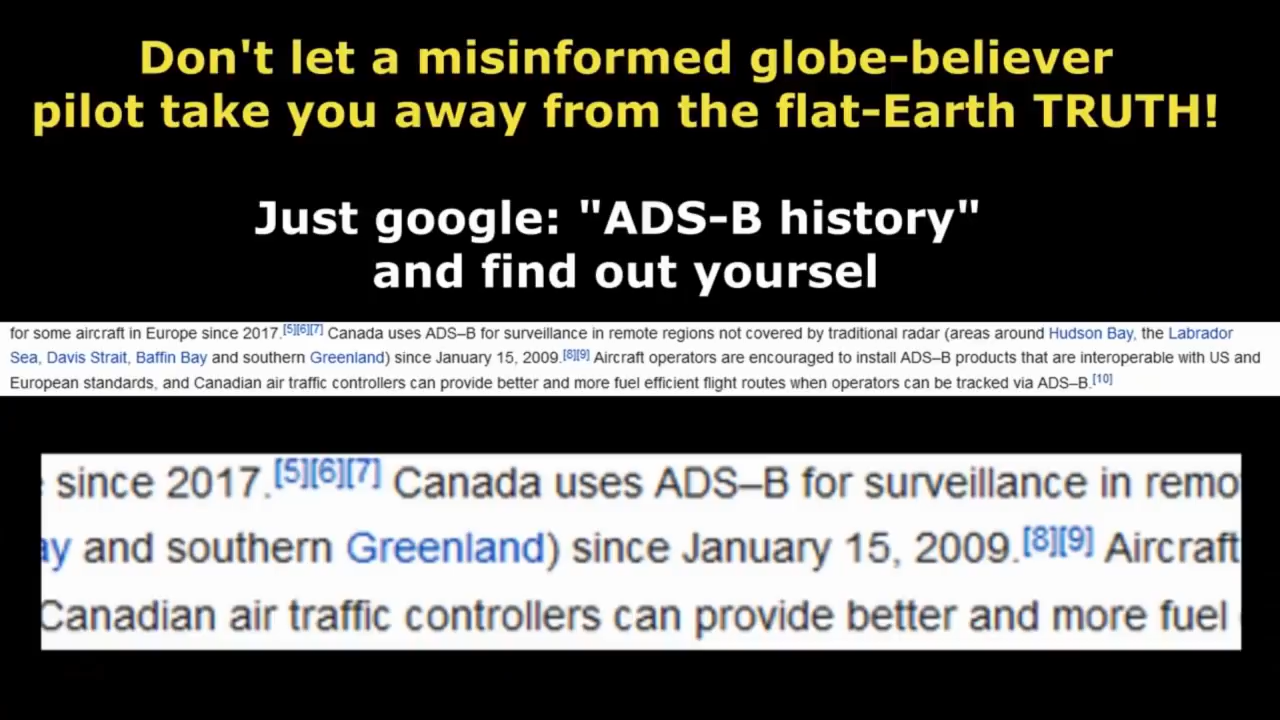 Don't let a misinformed globe-believer
pilot take you away from the flat-Earth TRUTH!
Just google: "ADS-B history"
and find out yoursel
for some aircraft in Europe since 2017.[5][6][7] Canada uses ADS–B for surveillance in remote regions not covered by traditional radar (areas around Hudson Bay, the Labrador
Sea, Davis Strait, Baffin Bay and southern Greenland) since January 15, 2009.[8][9] Aircraft operators are encouraged to install ADS–B products that are interoperable with US and
European standards, and Canadian air traffic controllers can provide better and more fuel efficient flight routes when operators can be tracked via ADS–B.[10]
since 2017.[5][6][7] Canada uses ADS–B for surveillance in remo
ay and southern Greenland) since January 15, 2009.[8][9] Aircraft
Canadian air traffic controllers can provide better and more fuel